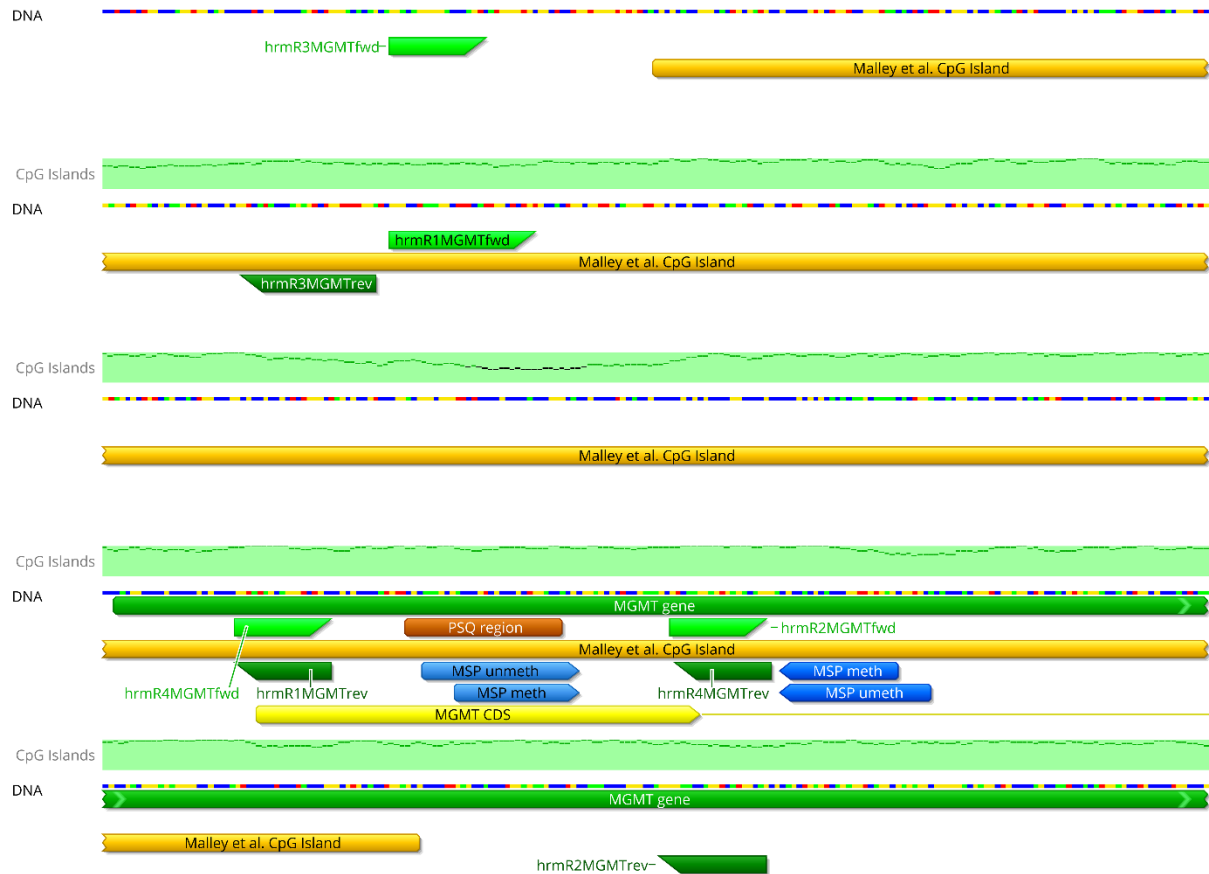 DNA
hrmR3MGMTfwd
Malley et al. CpG Island
CpG Islands
DNA
hrmR1MGMTfwd
Malley et al. CpG Island
hrmR3MGMTrev
CpG Islands
DNA
Malley et al. CpG Island
CpG Islands
DNA
MGMT gene
PSQ region
hrmR2MGMTfwd
Malley et al. CpG Island
MSP unmeth
MSP meth
hrmR4MGMTfwd
hrmR1MGMTrev
MSP meth
hrmR4MGMTrev
MSP umeth
MGMT CDS
CpG Islands
DNA
MGMT gene
Malley et al. CpG Island
hrmR2MGMTrev